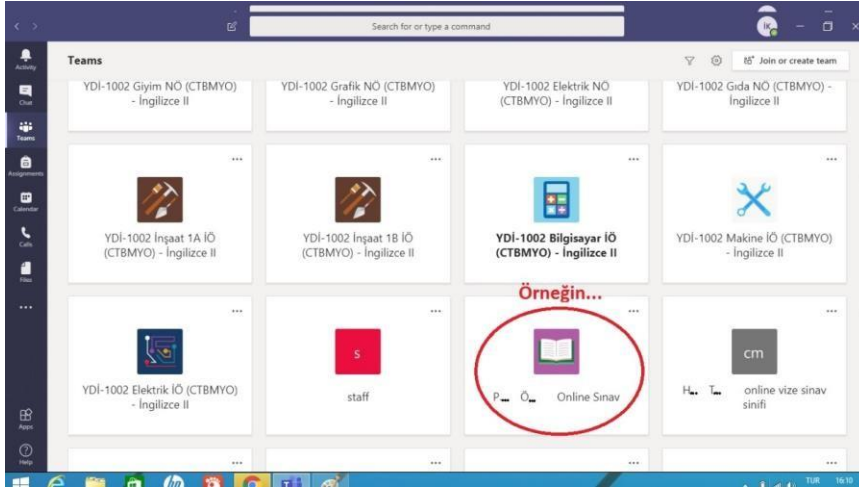 Search for or type a command
İK
Activity
Chat
Teams
Assignments
Calendar
Calls
Files
Apps
Help
Teams
Join or create team
YDİ-1002 Giyim NÖ (CTBMYO)
- İngilizce II
YDİ-1002 Grafik NÖ (CTBMYO)
- İngilizce II
YDİ-1002 Elektrik NÖ
(CTBMYO) - İngilizce II
YDİ-1002 Gıda NÖ (CTBMYO) -
İngilizce II
YDİ-1002 İnşaat 1A İÖ
(CTBMYO) - İngilizce II
YDİ-1002 İnşaat 1B İÖ
(CTBMYO) - İngilizce II
YDİ-1002 Bilgisayar İÖ
(CTBMYO) - İngilizce II
YDİ-1002 Makine İÖ (CTBMYO)
- İngilizce II
Örneğin...
YDİ-1002 Elektrik İÖ (CTBMYO)
- İngilizce II
s
staff
P... Ö... Online Sınav
cm
H... T... online vize sinav
sinifi
TUR 16:10